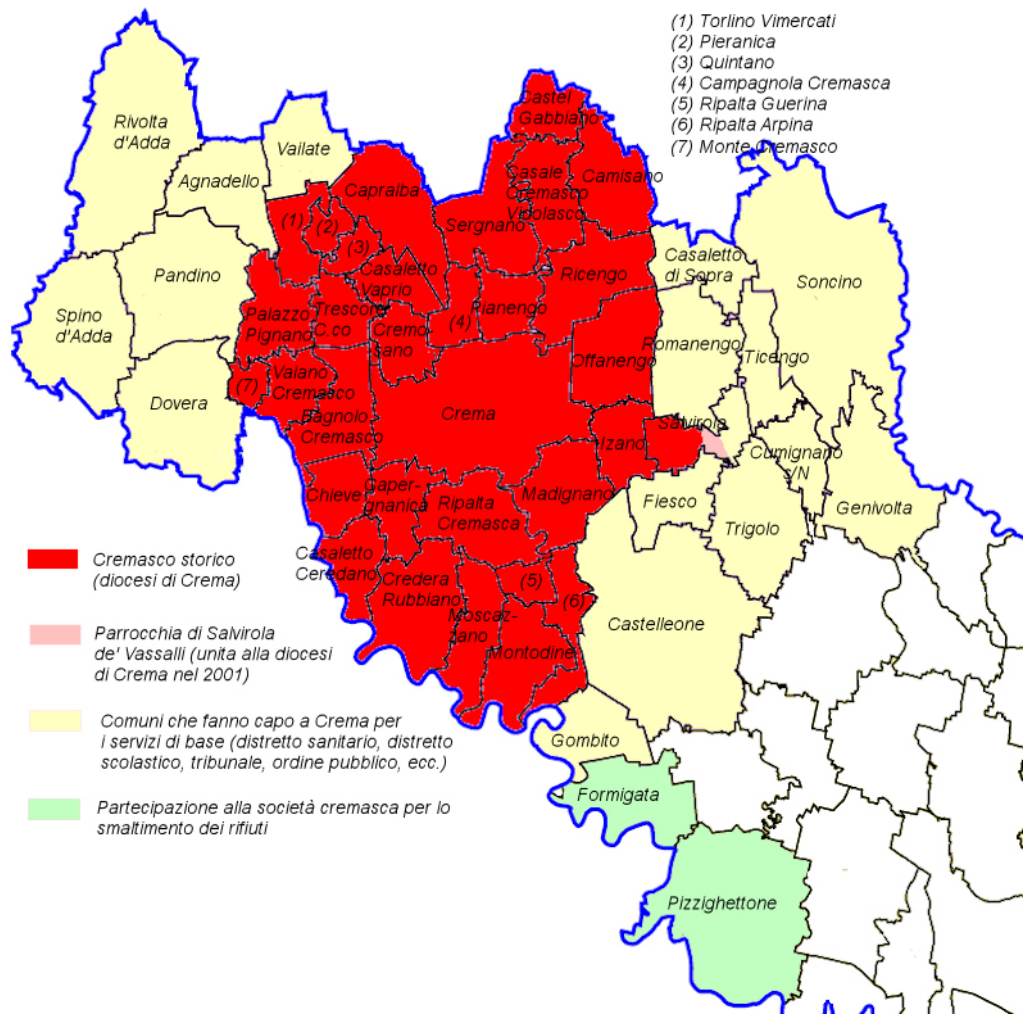 (1) Torlino Vimercati
(2) Pieranica
(3) Quintano
(4) Campagnola Cremasca
(5) Ripalta Guerina
(6) Ripalta Arpina
(7) Monte Cremasco
Rivolta
d'Adda
Vailate
Agnadello
Castel
Gabbiano
Capralba
Casale
Cremasco
Vidolasco
Camisano
(1)
(2)
(3)
Sergnano
Casaletto
di Sopra
Soncino
Pandino
Casaletto
Vaprio
Ricengo
Spino
d'Adda
Palazzo
Pignano
Trescore
C.co
Cremo-
sano
(4)
Pianengo
Romanengo
Ticengo
Offanengo
(7)
Vaiano
Cremasco
Dovera
Bagnolo
Cremasco
Crema
Izano
Salvirola
Cumignano
s/N
Chieve
Caper-
gnanica
Ripalta
Cremasca
Madignano
Fiesco
Trigolo
Genivolta
Casaletto
Ceredano
Credera
Rubbiano
(5)
(6)
Moscaz-
zano
Montodine
Castelleone
Gombito
Formigata
Pizzighettone
Cremasco storico
(diocesi di Crema)
Parrocchia di Salvirola
de' Vassalli (unita alla diocesi
di Crema nel 2001)
Comuni che fanno capo a Crema per
i servizi di base (distretto sanitario, distretto
scolastico, tribunale, ordine pubblico, ecc.)
Partecipazione alla società cremasca per lo
smaltimento dei rifiuti